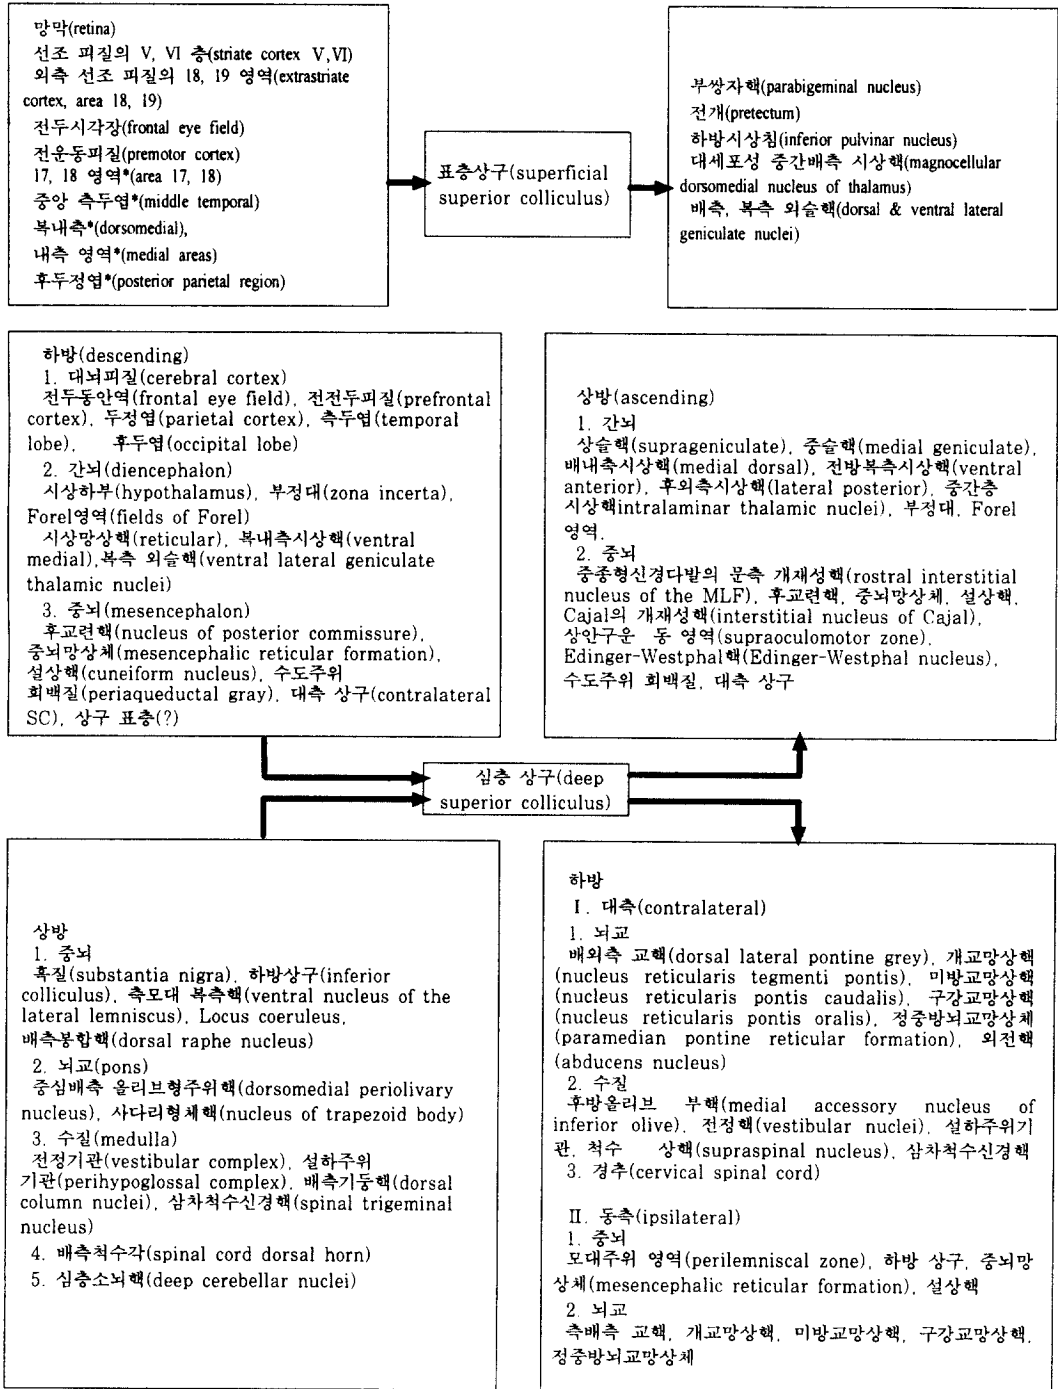 망막(retina)
선조 피질의 V, VI 층(striate cortex V,VI)
외측 선조 피질의 18, 19 영역(extrastriate
cortex, area 18, 19)
전두시각장(frontal eye field)
전운동피질(premotor cortex)
17, 18 영역*(area 17, 18)
중앙 측두엽*(middle temporal)
복내측*(dorsomedial),
내측 영역*(medial areas)
후두정엽*(posterior parietal region)
표층상구(superficial
superior colliculus)
부쌍자핵(parabigeminal nucleus)
전개(pretectum)
하방시상침(inferior pulvinar nucleus)
대세포성 중간배측 시상핵(magnocellular
dorsomedial nucleus of thalamus)
배측, 복측 외슬핵(dorsal & ventral lateral
geniculate nuclei)
하방(descending)
1. 대뇌피질(cerebral cortex)
전두동안역(frontal eye field), 전전두피질(prefrontal
cortex), 두정엽(parietal cortex), 측두엽(temporal
lobe), 후두엽(occipital lobe)
2. 간뇌(diencephalon)
시상하부(hypothalamus), 부정대(zona incerta),
Forel영역(fields of Forel)
시상망상핵(reticular), 복내측시상핵(ventral
medial),복측 외슬핵(ventral lateral geniculate
thalamic nuclei)
3. 중뇌(mesencephalon)
후교련핵(nucleus of posterior commissure),
중뇌망상체(mesencephalic reticular formation),
설상핵(cuneiform nucleus), 수도주위
회백질(periaqueductal gray), 대측 상구(contralateral
SC), 상구 표층(?)
상방(ascending)
1. 간뇌
상슬핵(suprageniculate), 중슬핵(medial geniculate),
배내측시상핵(medial dorsal), 전방복측시상핵(ventral
anterior), 후외측시상핵(lateral posterior), 중간층
시상핵intralaminar thalamic nuclei), 부정대, Forel
영역.
2. 중뇌
중종형신경다발의 문측 개재성핵(rostral interstitial
nucleus of the MLF), 후교련핵, 중뇌망상체, 설상핵,
Cajal의 개재성핵(interstitial nucleus of Cajal),
상안구운 동 영역(supraoculomotor zone),
Edinger-Westphal핵(Edinger-Westphal nucleus),
수도주위 회백질, 대측 상구
심층 상구(deep
superior colliculus)
상방
1. 중뇌
흑질(substantia nigra), 하방상구(inferior
colliculus), 측모대 복측핵(ventral nucleus of the
lateral lemniscus), Locus coeruleus,
배측봉합핵(dorsal raphe nucleus)
2. 뇌교(pons)
중심배측 올리브형주위핵(dorsomedial periolivary
nucleus), 사다리형체핵(nucleus of trapezoid body)
3. 수질(medulla)
전정기관(vestibular complex), 설하주위
기관(perihypoglossal complex), 배측기둥핵(dorsal
column nuclei), 삼차척수신경핵(spinal trigeminal
nucleus)
4. 배측척수각(spinal cord dorsal horn)
5. 심층소뇌핵(deep cerebellar nuclei)
하방
I. 대측(contralateral)
1. 뇌교
배외측 교핵(dorsal lateral pontine grey), 개교망상핵
(nucleus reticularis tegmenti pontis), 미방교망상핵
(nucleus reticularis pontis caudalis), 구강교망상핵
(nucleus reticularis pontis oralis), 정중방뇌교망상체
(paramedian pontine reticular formation), 외전핵
(abducens nucleus)
2. 수질
후방올리브 부핵(medial accessory nucleus of
inferior olive), 전정핵(vestibular nuclei), 설하주위기
관, 척수 상핵(supraspinal nucleus), 삼차척수신경핵
3. 경추(cervical spinal cord)
II. 동측(ipsilateral)
1. 중뇌
모대주위 영역(perilemniscal zone), 하방 상구, 중뇌망
상체(mesencephalic reticular formation), 설상핵
2. 뇌교
측배측 교핵, 개교망상핵, 미방교망상핵, 구강교망상핵,
정중방뇌교망상체